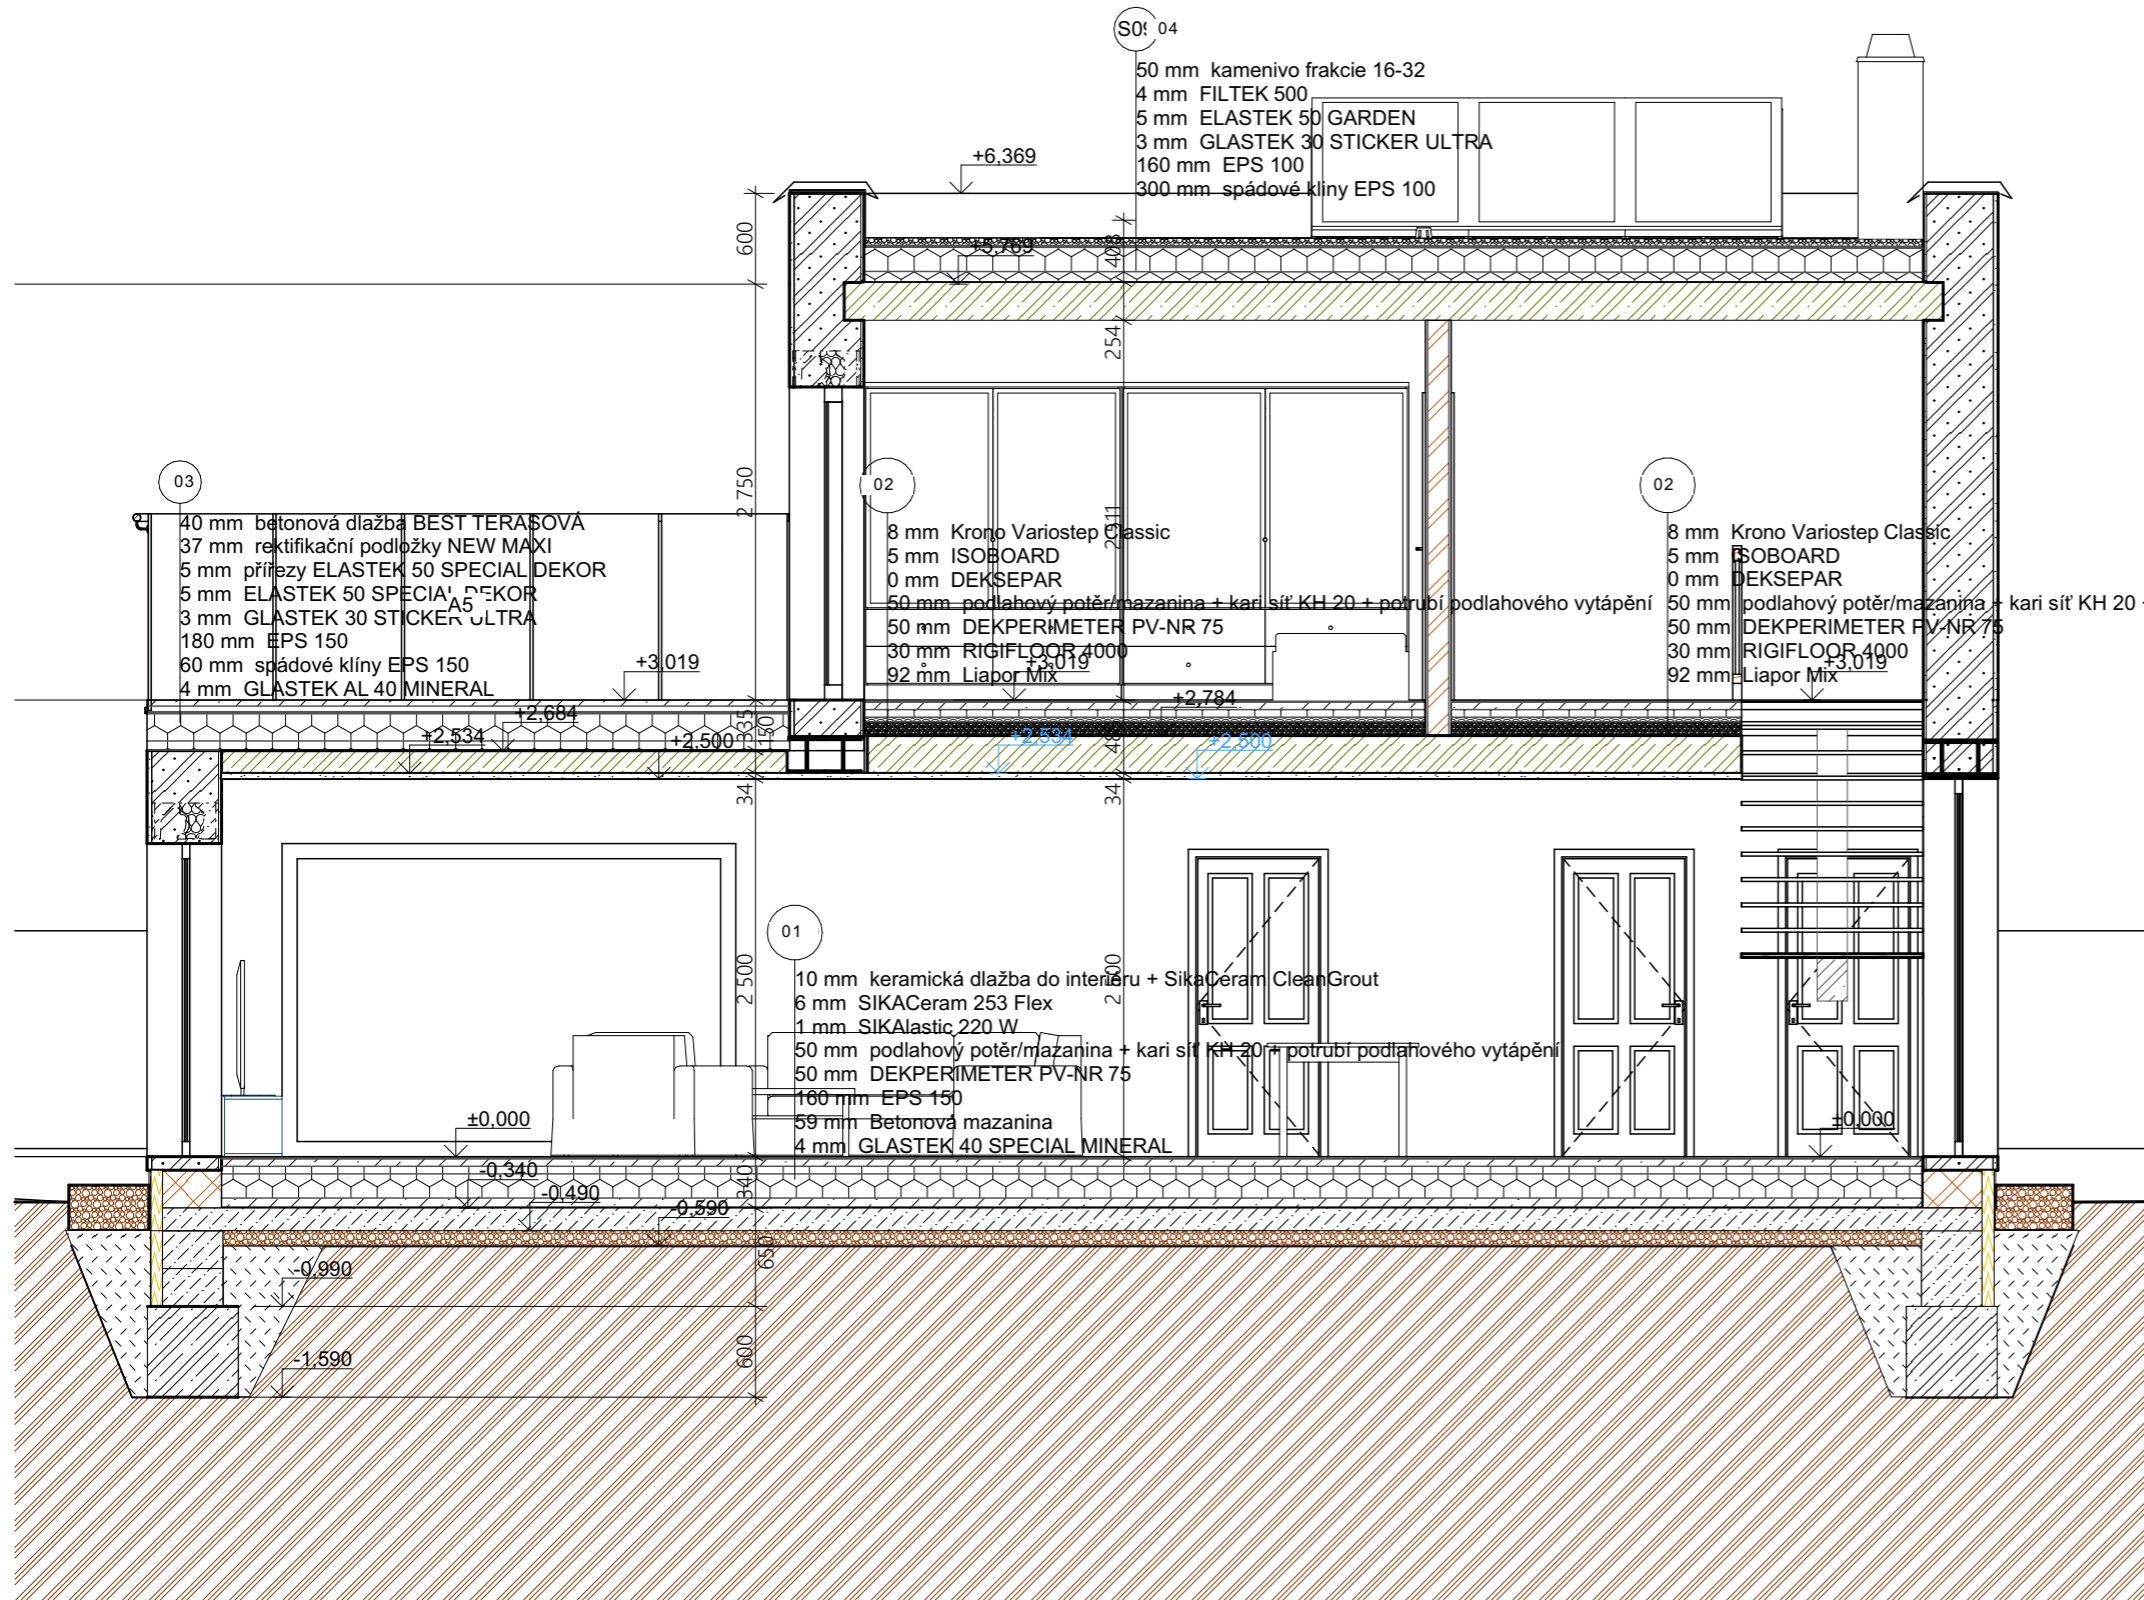 04
50 mm kamenivo frakcie 16-32
4 mm FILTEK 500
5 mm ELASTEK 50 GARDEN
3 mm GLASTEK 30 STICKER ULTRA
160 mm EPS 100
300 mm spádové klíny EPS 100
+6,369
600
+5,769
408
254
03
40 mm betonová dlažba BEST TERASOVÁ
37 mm rektifikační podložky NEW MAXI
5 mm přířezy ELASTEK 50 SPECIAL DEKOR
5 mm ELASTEK 50 SPECIAL DEKOR
A5
3 mm GLASTEK 30 STICKER ULTRA
180 mm EPS 150
60 mm spádové klíny EPS 150
4 mm GLASTEK AL 40 MINERAL
2 750
02
8 mm Krono Variostep Classic
5 mm ISOBOARD
0 mm DEKSEPAR
50 mm podlahový potěr/mazanina + kari síť KH 20 + potrubí podlahového vytápění
50 mm DEKPERIMETER PV-NR 75
30 mm RIGIFLOOR 4000
92 mm Liapor Mix
02
8 mm Krono Variostep Classic
5 mm ISOBOARD
0 mm DEKSEPAR
50 mm podlahový potěr/mazanina + kari síť KH 20
50 mm DEKPERIMETER PV-NR 75
30 mm RIGIFLOOR 4000
92 mm Liapor Mix
+3,019
+3,019
+3,019
+2,684
+2,784
335
150
+2,534
+2,500
+2,534
+2,500
34
34
01
10 mm keramická dlažba do interiéru + SikaCeram CleanGrout
6 mm SIKACeram 253 Flex
1 mm SIKAlastic 220 W
50 mm podlahový potěr/mazanina + kari síť KH 20 + potrubí podlahového vytápění
50 mm DEKPERIMETER PV-NR 75
160 mm EPS 150
59 mm Betonová mazanina
4 mm GLASTEK 40 SPECIAL MINERAL
2 500
2 500
±0,000
±0,000
-0,340
340
-0,490
-0,590
650
-0,990
600
-1,590